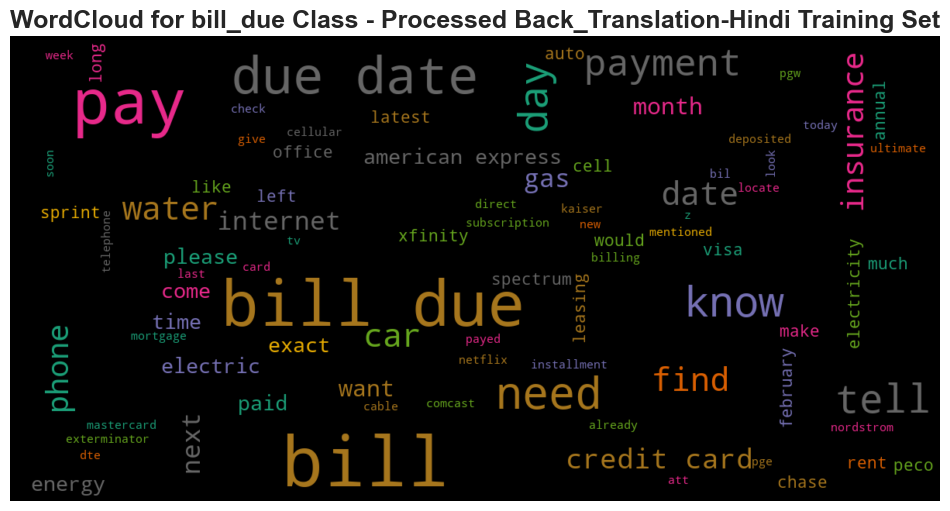 WordCloud for bill_due Class - Processed Back_Translation-Hindi Training Set
week
long
pay
due date
day
auto
payment
pgw
month
insurance
annual
check
latest
cellular
give
office
today
deposited
ultimate
american express
soon
like
left
gas
cell
look
bil
date
locate
sprint
water
internet
direct
kaiser
subscription
new
z
mentioned
telephone
tv
xfinity
would
billing
visa
please
last
card
come
spectrum
much
electricity
bill due
leasing
know
time
mortgage
exact
car
payed
make
phone
electric
netflix
installment
find
february
want
need
tell
paid
cable
comcast
mastercard
exterminator
dte
next
already
nordstrom
bill
credit card
pge
rent
peco
energy
att
chase